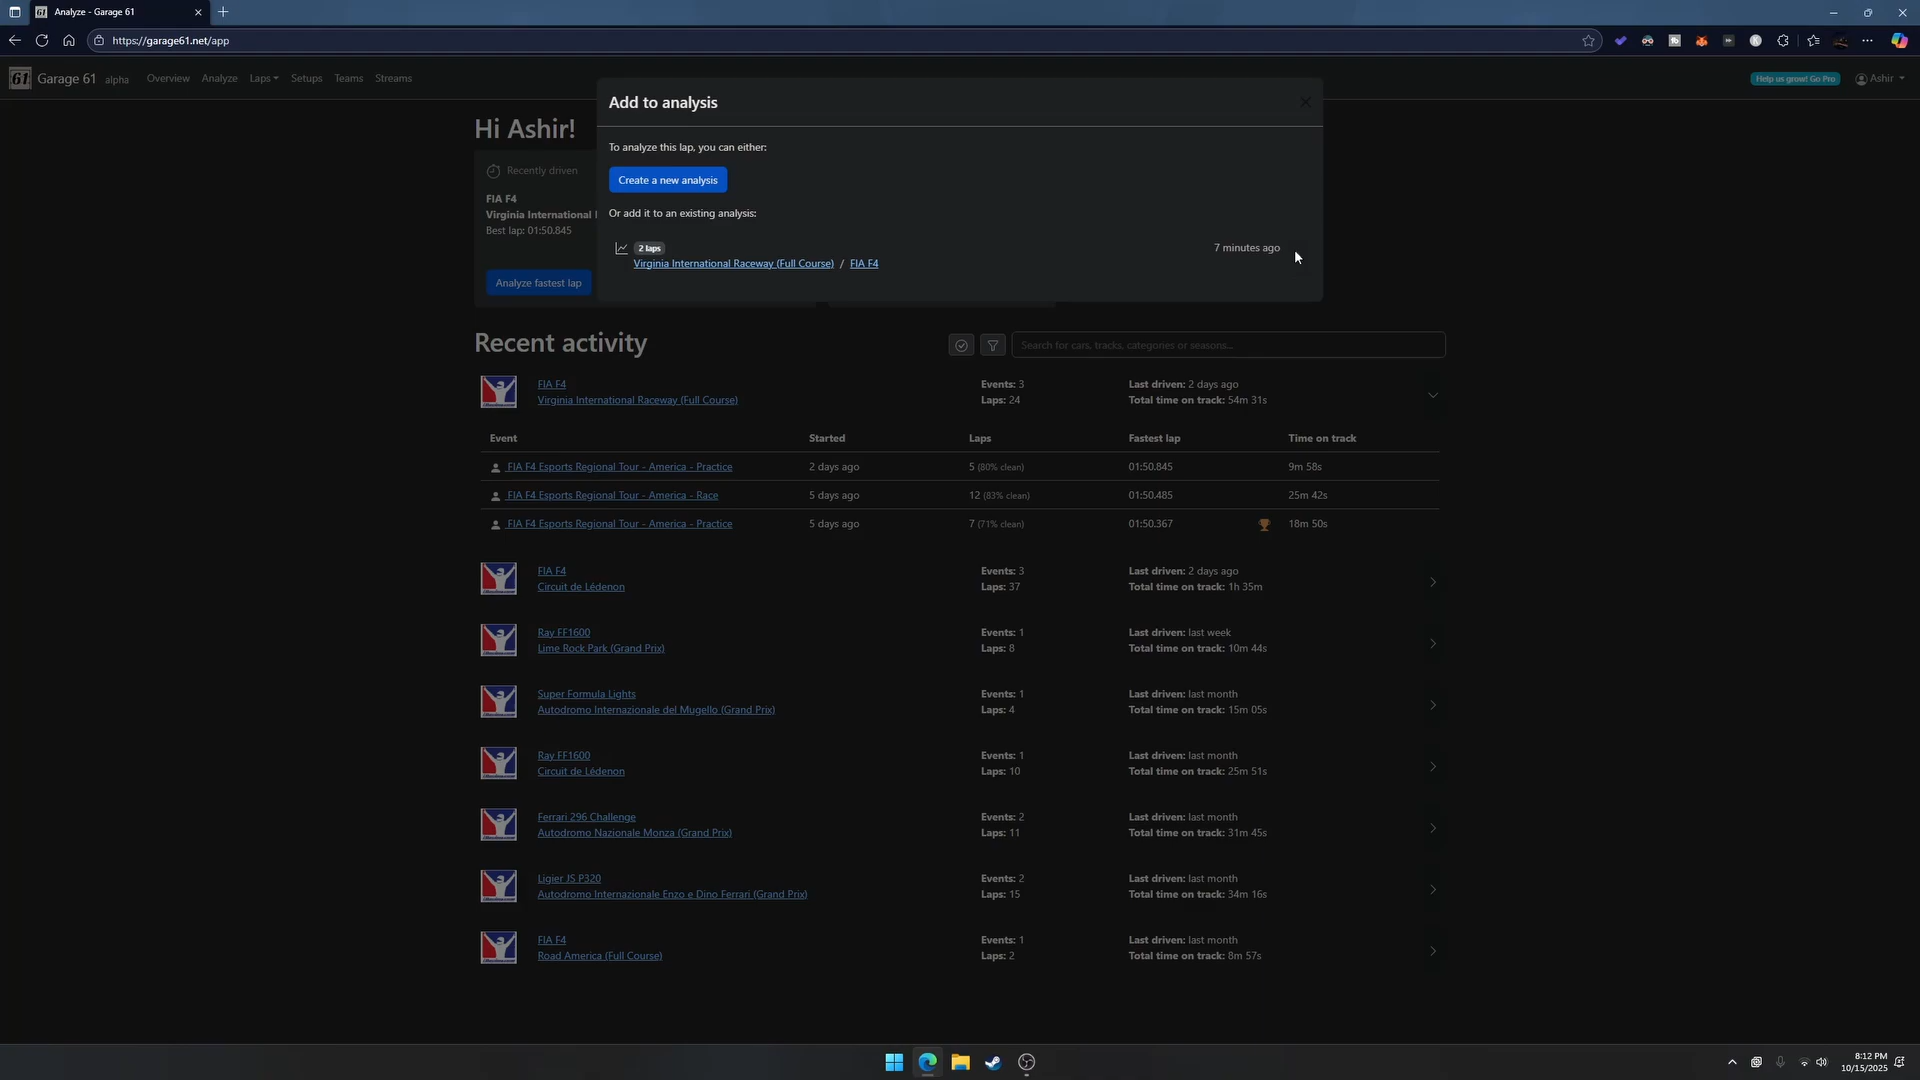 Analyze - Garage 61
https://garage61.net/app
61 Garage 61 alpha Overview Analyze Laps Setups Teams Streams Help us grow! Go Pro Ashir
Add to analysis
To analyze this lap, you can either:
Create a new analysis
Or add it to an existing analysis:
2 laps 7 minutes ago
Virginia International Raceway (Full Course) / FIA F4
Hi Ashir!
Recently driven
FIA F4
Virginia International
Best lap: 01:50.845
Analyze fastest lap
Recent activity Search for cars, tracks, categories or seasons...
FIA F4 Events: 3 Last driven: 2 days ago
Virginia International Raceway (Full Course) Laps: 24 Total time on track: 54m 31s
Event Started Laps Fastest lap Time on track
FIA F4 Esports Regional Tour - America - Practice 2 days ago 5 (80% clean) 01:50.845 9m 58s
FIA F4 Esports Regional Tour - America - Race 5 days ago 12 (83% clean) 01:50.485 25m 42s
FIA F4 Esports Regional Tour - America - Practice 5 days ago 7 (71% clean) 01:50.367 18m 50s
FIA F4 Events: 3 Last driven: 2 days ago
Circuit de Lédenon Laps: 37 Total time on track: 1h 35m
Ray FF1600 Events: 1 Last driven: last week
Lime Rock Park (Grand Prix) Laps: 8 Total time on track: 10m 44s
Super Formula Lights Events: 1 Last driven: last month
Autodromo Internazionale del Mugello (Grand Prix) Laps: 4 Total time on track: 15m 05s
Ray FF1600 Events: 1 Last driven: last month
Circuit de Lédenon Laps: 10 Total time on track: 25m 51s
Ferrari 296 Challenge Events: 2 Last driven: last month
Autodromo Nazionale Monza (Grand Prix) Laps: 11 Total time on track: 31m 45s
Ligier JS P320 Events: 2 Last driven: last month
Autodromo Internazionale Enzo e Dino Ferrari (Grand Prix) Laps: 15 Total time on track: 34m 16s
FIA F4 Events: 1 Last driven: last month
Road America (Full Course) Laps: 2 Total time on track: 8m 57s
8:12 PM
10/15/2025